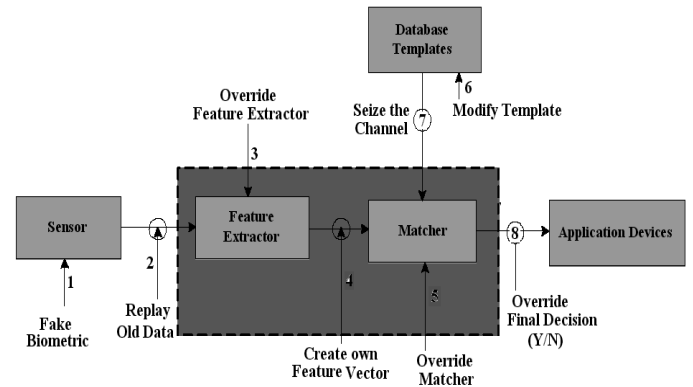 Database
Templates
6
Modify Template
Seize the
Channel
7
Override
Feature Extractor
3
Sensor
Feature
Extractor
Matcher
8
Application Devices
1
2
4
5
Fake
Biometric
Replay
Old Data
Create own
Feature Vector
Override
Matcher
Override
Final Decision
(Y/N)